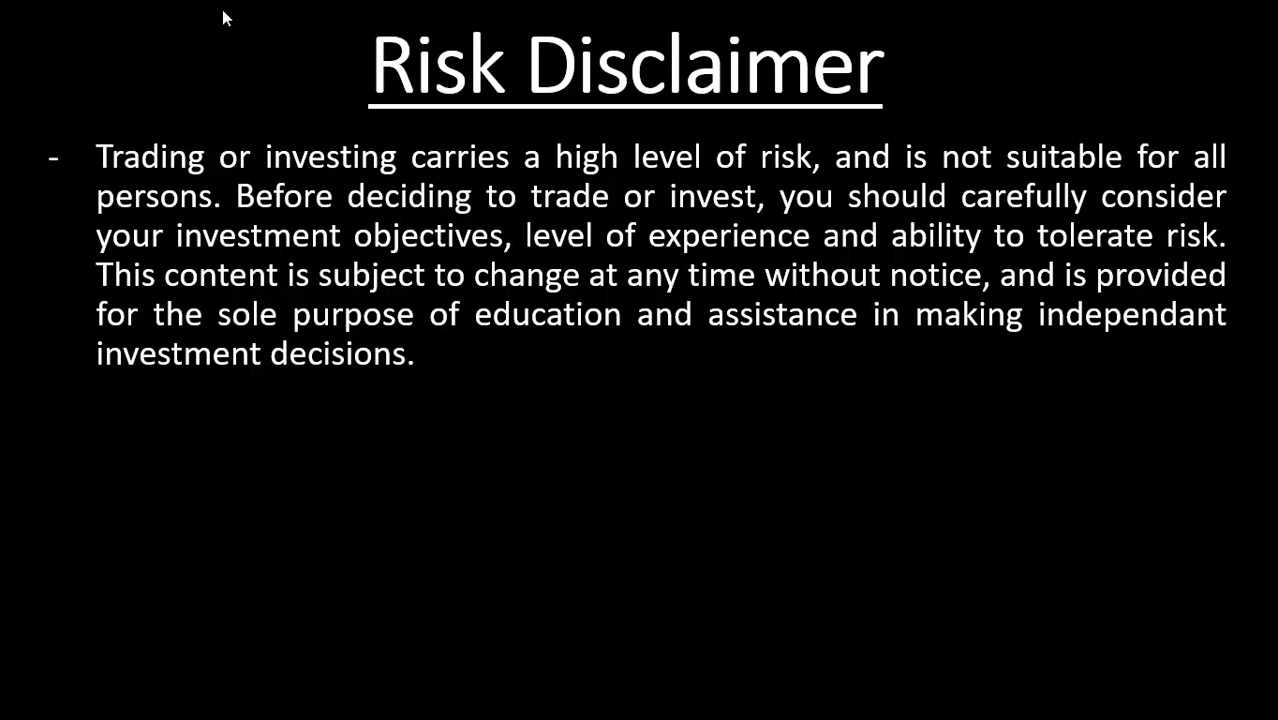 Risk Disclaimer
- Trading or investing carries a high level of risk, and is not suitable for all
persons. Before deciding to trade or invest, you should carefully consider
your investment objectives, level of experience and ability to tolerate risk.
This content is subject to change at any time without notice, and is provided
for the sole purpose of education and assistance in making independant
investment decisions.